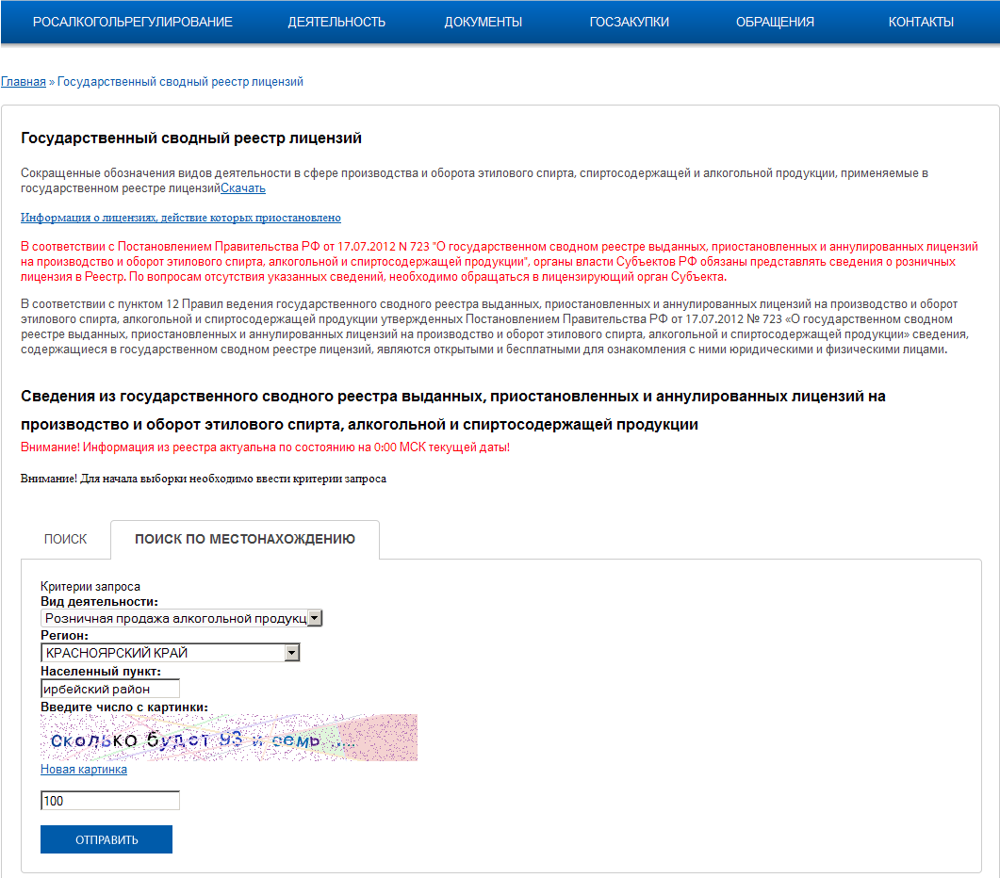 РОСАЛКОГОЛЬРЕГУЛИРОВАНИЕ ДЕЯТЕЛЬНОСТЬ ДОКУМЕНТЫ ГОСЗАКУПКИ ОБРАЩЕНИЯ КОНТАКТЫ
Главная » Государственный сводный реестр лицензий
Государственный сводный реестр лицензий
Сокращенные обозначения видов деятельности в сфере производства и оборота этилового спирта, спиртосодержащей и алкогольной продукции, применяемые в
государственном реестре лицензийСкачать
Информация о лицензиях, действие которых приостановлено
В соответствии с Постановлением Правительства РФ от 17.07.2012 N 723 "О государственном сводном реестре выданных, приостановленных и аннулированных лицензий
на производство и оборот этилового спирта, алкогольной и спиртосодержащей продукции", органы власти Субъектов РФ обязаны представлять сведения о розничных
лицензия в Реестр. По вопросам отсутствия указанных сведений, необходимо обращаться в лицензирующий орган Субъекта.
В соответствии с пунктом 12 Правил ведения государственного сводного реестра выданных, приостановленных и аннулированных лицензий на производство и оборот
этилового спирта, алкогольной и спиртосодержащей продукции утвержденных Постановлением Правительства РФ от 17.07.2012 № 723 «О государственном сводном
реестре выданных, приостановленных и аннулированных лицензий на производство и оборот этилового спирта, алкогольной и спиртосодержащей продукции» сведения,
содержащиеся в государственном сводном реестре лицензий, являются открытыми и бесплатными для ознакомления с ними юридическими и физическими лицами.
Сведения из государственного сводного реестра выданных, приостановленных и аннулированных лицензий на
производство и оборот этилового спирта, алкогольной и спиртосодержащей продукции
Внимание! Информация из реестра актуальна по состоянию на 0:00 МСК текущей даты!
Внимание! Для начала выборки необходимо ввести критерии запроса
ПОИСК ПОИСК ПО МЕСТОНАХОЖДЕНИЮ
Критерии запроса
Вид деятельности:
Розничная продажа алкогольной продукц
Регион:
КРАСНОЯРСКИЙ КРАЙ
Населенный пункт:
ирбейский район
Введите число с картинки:
сколько будет 93 и семь ....
Новая картинка
100
ОТПРАВИТЬ